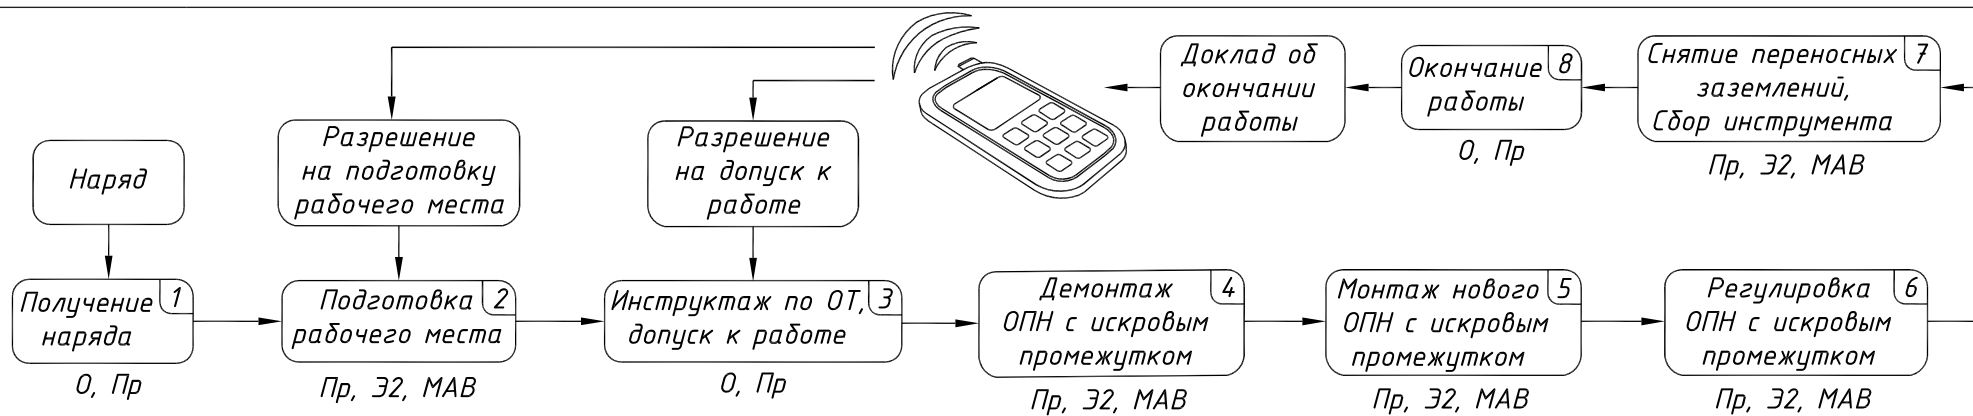 Наряд
Получение
наряда
1
О, Пр
Разрешение
на подготовку
рабочего места
Подготовка
рабочего места
2
Пр, Э2, МАВ
Разрешение
на допуск к
работе
Инструктаж по ОТ,
допуск к работе
3
О, Пр
Демонтаж
ОПН с искровым
промежутком
4
Пр, Э2, МАВ
Монтаж нового
ОПН с искровым
промежутком
5
Пр, Э2, МАВ
Регулировка
ОПН с искровым
промежутком
6
Пр, Э2, МАВ
Снятие переносных
заземлений,
Сбор инструмента
7
Пр, Э2, МАВ
Окончание
работы
8
О, Пр
Доклад об
окончании
работы